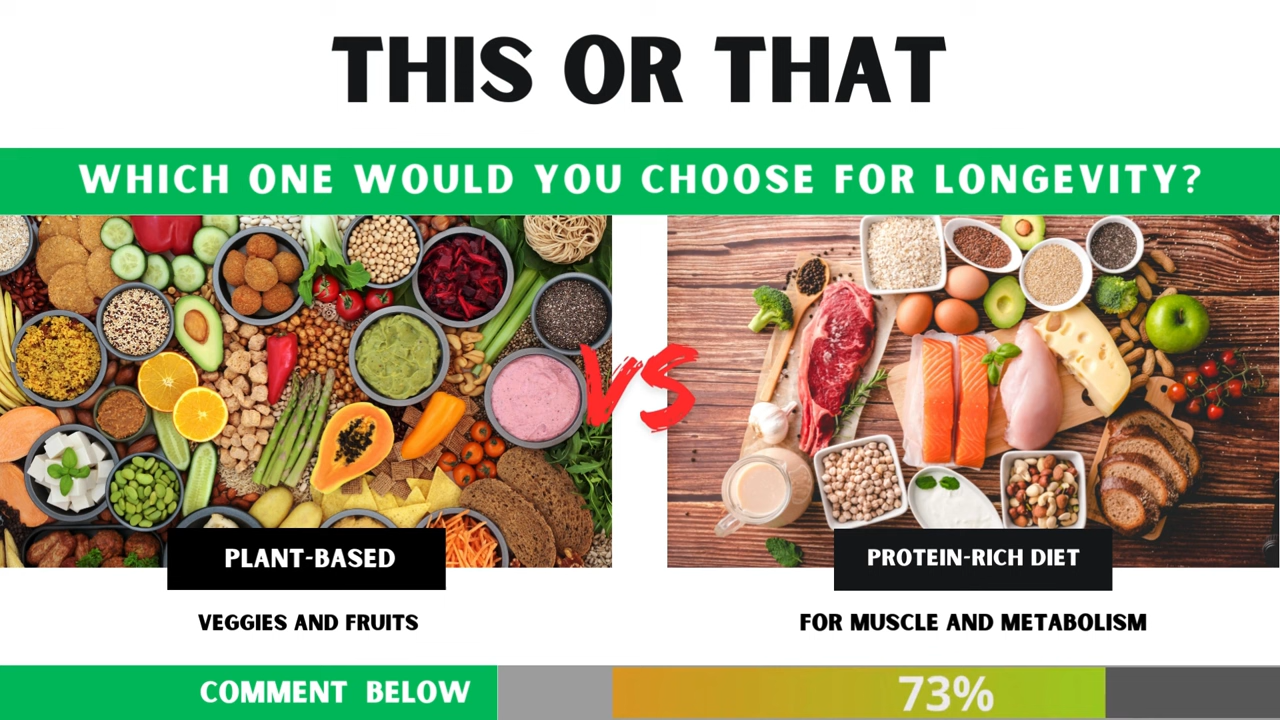 THIS OR THAT
WHICH ONE WOULD YOU CHOOSE FOR LONGEVITY?
VS
PLANT-BASED
PROTEIN-RICH DIET
VEGGIES AND FRUITS
FOR MUSCLE AND METABOLISM
COMMENT BELOW
73%